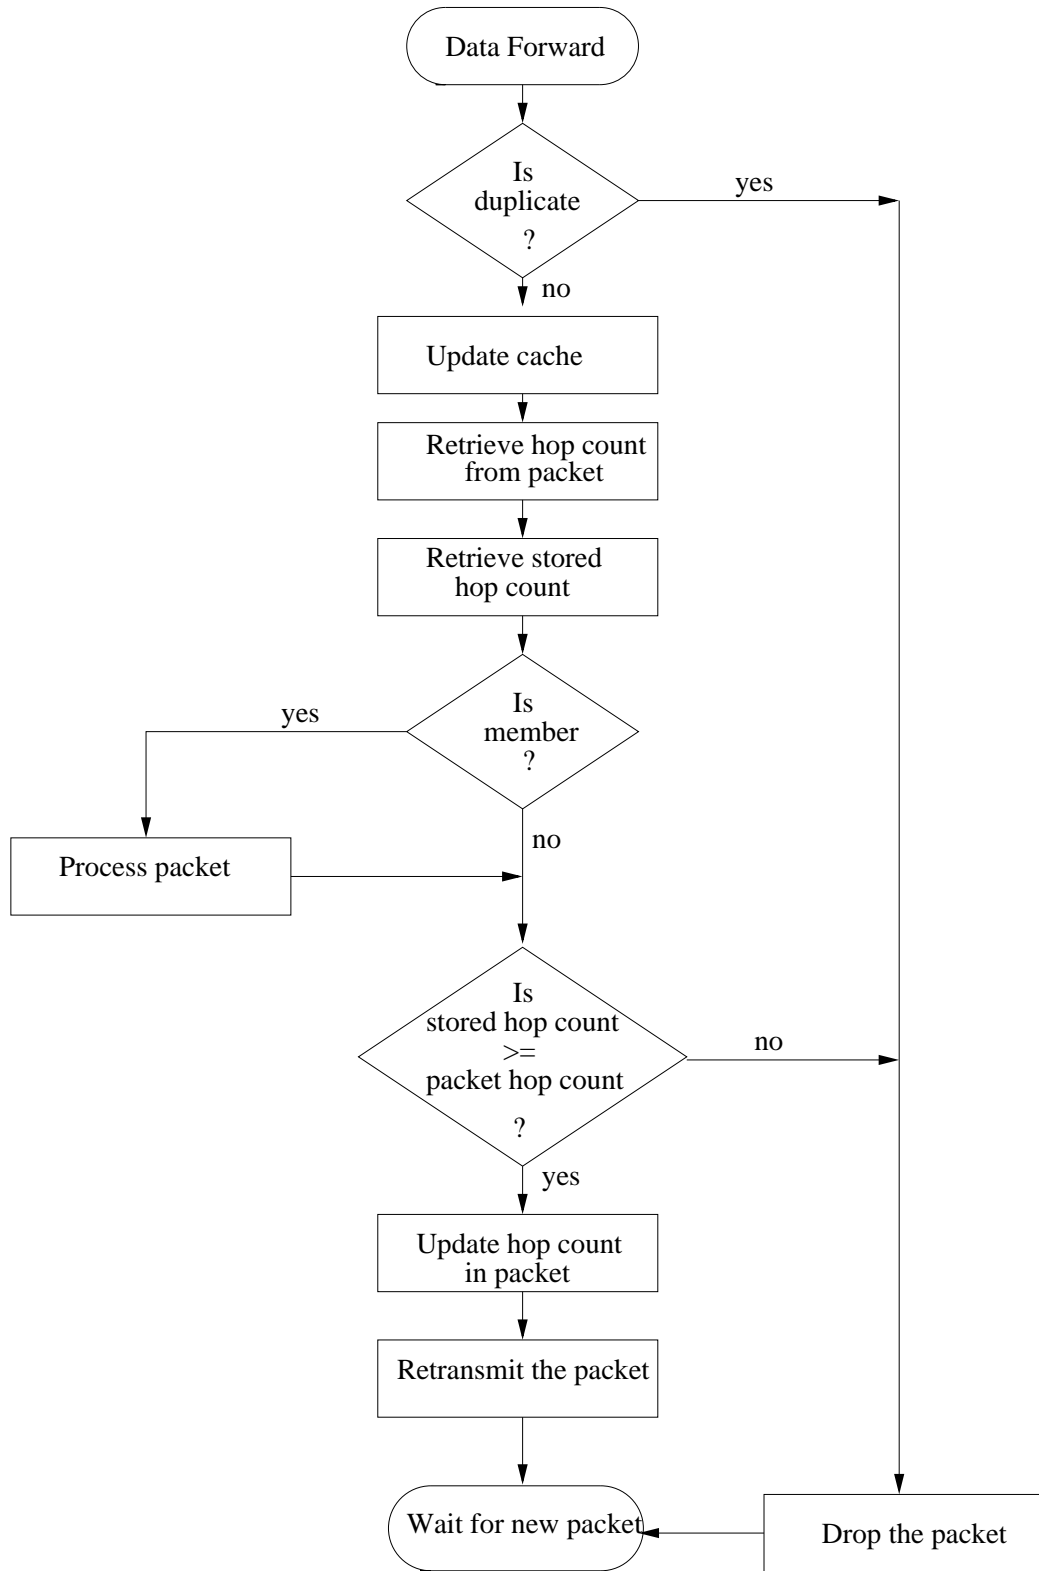 Data Forward
Is
duplicate
?
yes
no
Update cache
Retrieve hop count
from packet
Retrieve stored
hop count
Is
member
?
yes
no
Process packet
Is
stored hop count
>=
packet hop count
?
no
yes
Update hop count
in packet
Retransmit the packet
Wait for new packet
Drop the packet